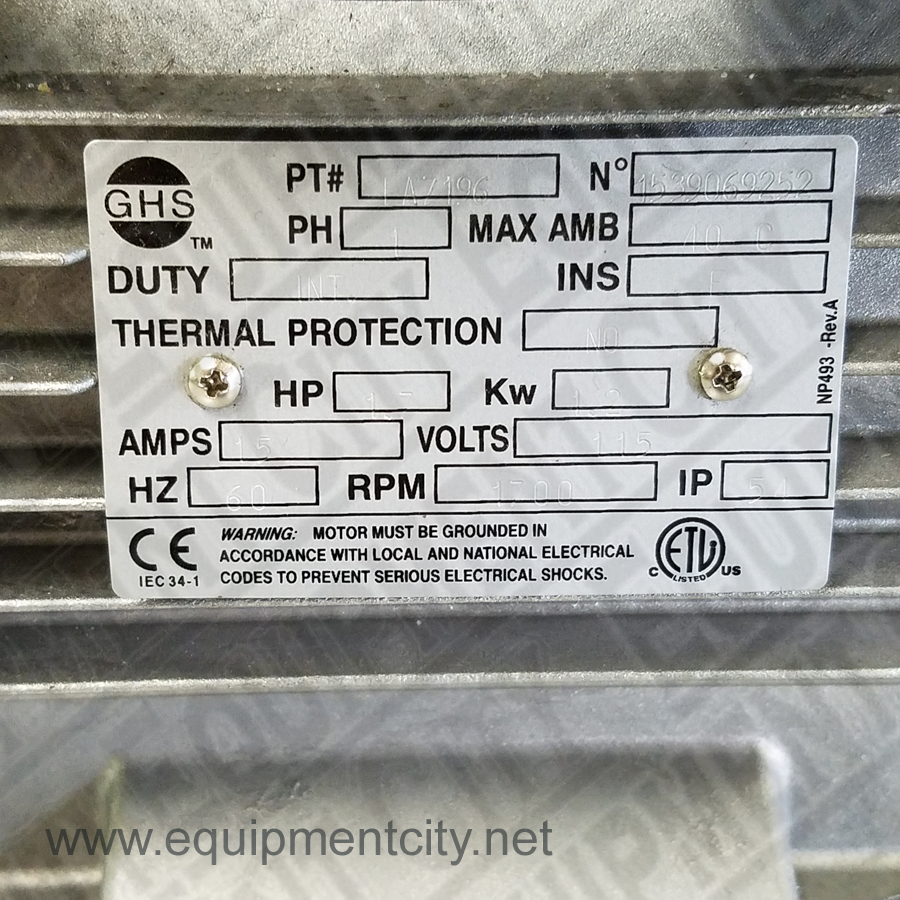 GHS
TM
PT# LA7196 N° 1539069252
PH 1 MAX AMB 40 C
DUTY INT. INS F
THERMAL PROTECTION NO
HP Kw 1.2
AMPS 15 VOLTS 115
HZ 60 RPM 1700 IP 54
NP493 -Rev.A
CE
IEC 34-1
WARNING: MOTOR MUST BE GROUNDED IN
ACCORDANCE WITH LOCAL AND NATIONAL ELECTRICAL
CODES TO PREVENT SERIOUS ELECTRICAL SHOCKS.
C ETL US
LISTED
www.equipmentcity.net